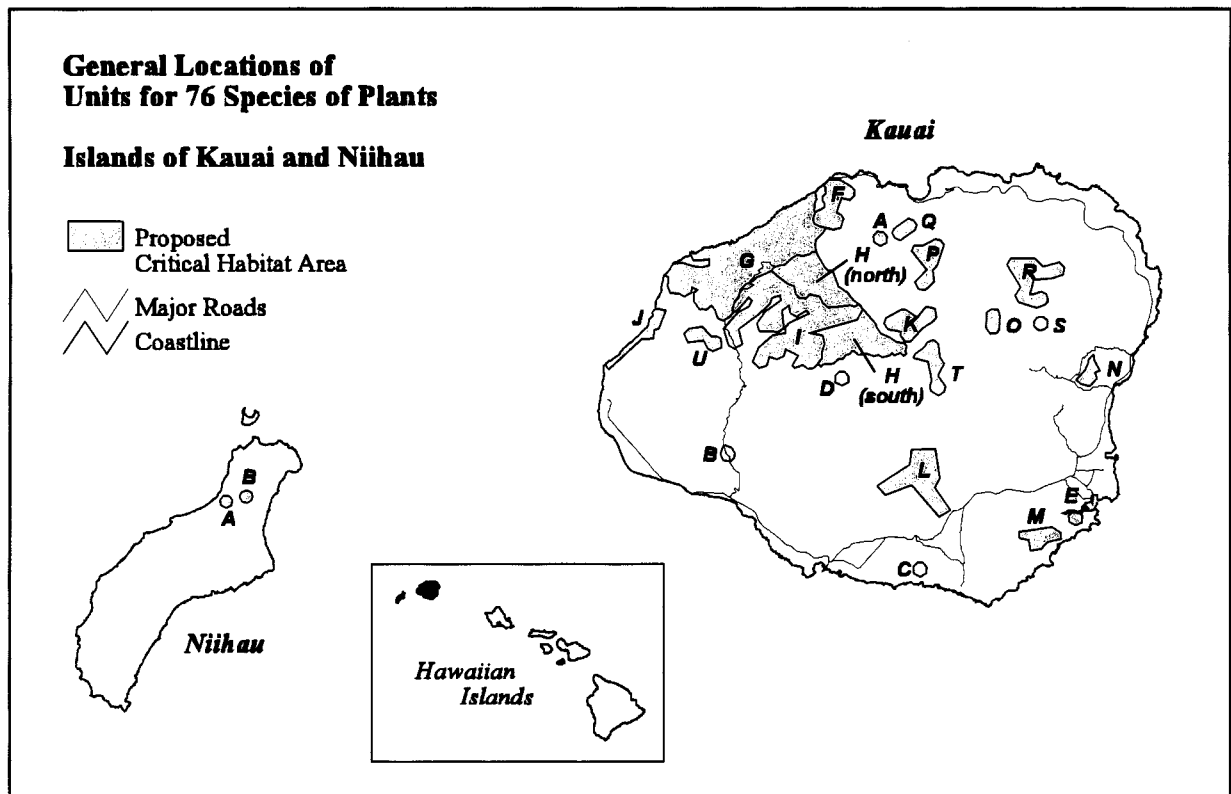 General Locations of
Units for 76 Species of Plants
Islands of Kauai and Niihau
Proposed
Critical Habitat Area
Major Roads
Coastline
Kauai
F
A
Q
G
H
(north)
P
R
J
U
I
K
O
S
D
H
(south)
T
N
B
L
E
M
C
B
A
Niihau
Hawaiian
Islands